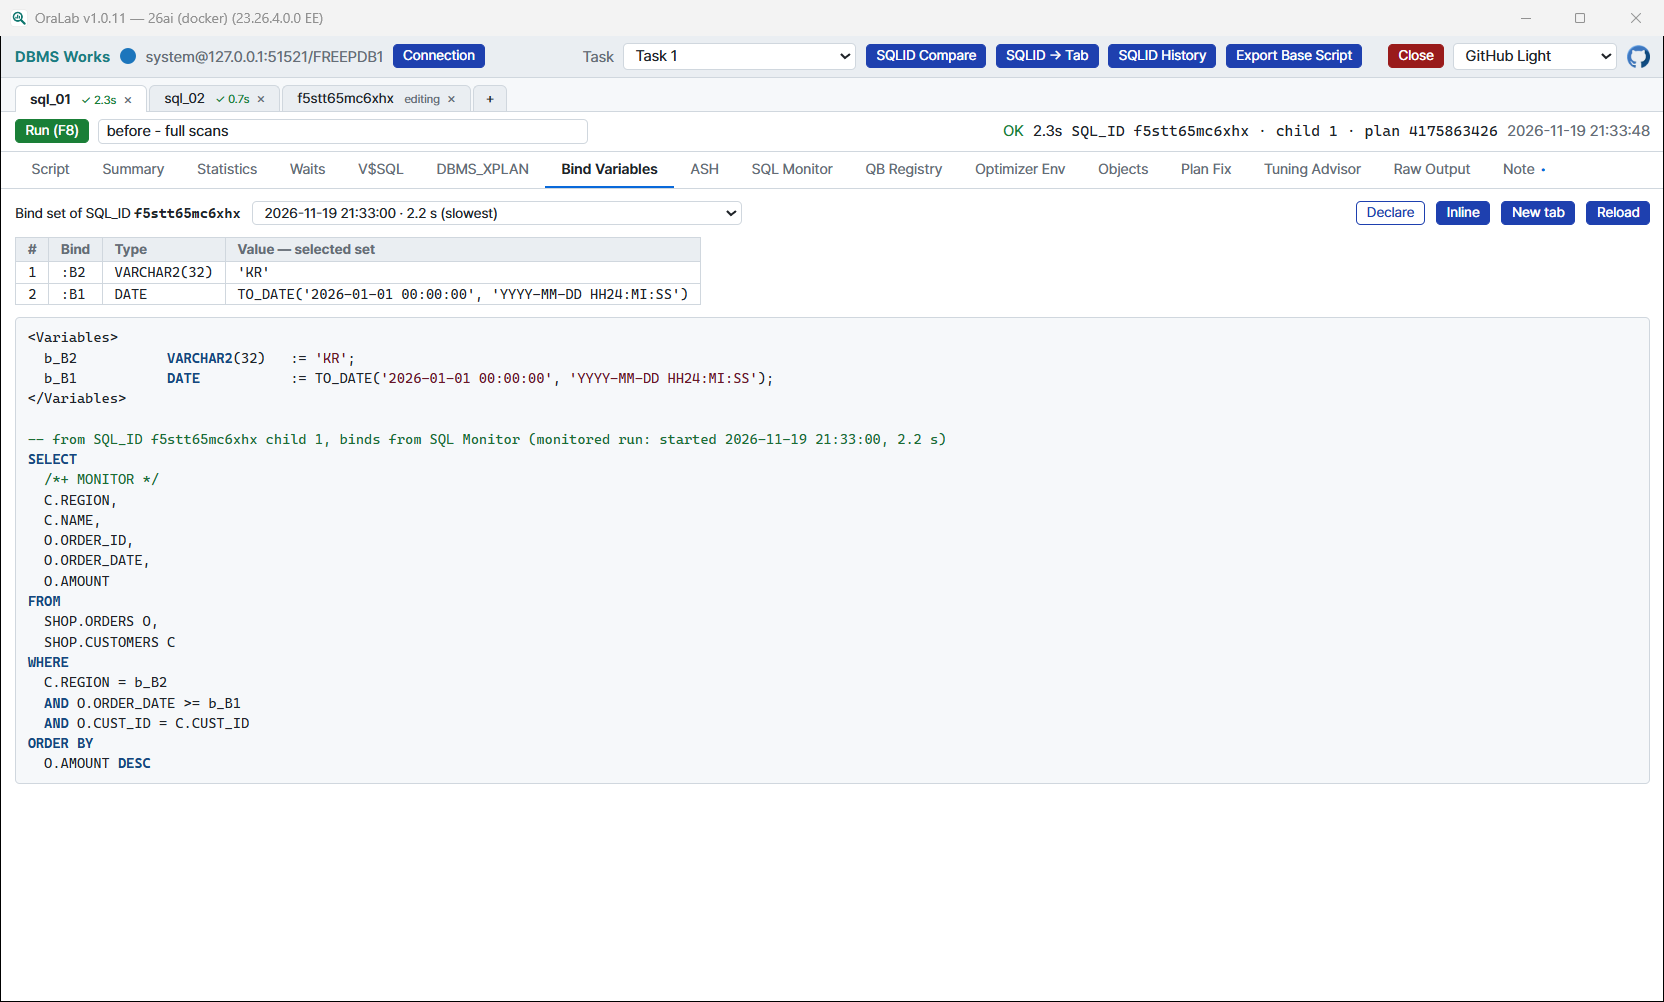 OraLab v1.0.11 — 26ai (docker) (23.26.4.0.0 EE)
DBMS Works system@127.0.0.1:51521/FREEPDB1 Connection Task Task 1 SQLID Compare SQLID → Tab SQLID History Export Base Script Close GitHub Light
sql_01 ✓ 2.3s × sql_02 ✓ 0.7s × f5stt65mc6xhx editing × +
Run (F8) before - full scans OK 2.3s SQL_ID f5stt65mc6xhx · child 1 · plan 4175863426 2026-11-19 21:33:48
Script Summary Statistics Waits V$SQL DBMS_XPLAN Bind Variables ASH SQL Monitor QB Registry Optimizer Env Objects Plan Fix Tuning Advisor Raw Output Note •
Bind set of SQL_ID f5stt65mc6xhx 2026-11-19 21:33:00 · 2.2 s (slowest) Declare Inline New tab Reload
# Bind Type Value — selected set
1 :B2 VARCHAR2(32) 'KR'
2 :B1 DATE TO_DATE('2026-01-01 00:00:00', 'YYYY-MM-DD HH24:MI:SS')
<Variables>
b_B2 VARCHAR2(32) := 'KR';
b_B1 DATE := TO_DATE('2026-01-01 00:00:00', 'YYYY-MM-DD HH24:MI:SS');
</Variables>
-- from SQL_ID f5stt65mc6xhx child 1, binds from SQL Monitor (monitored run: started 2026-11-19 21:33:00, 2.2 s)
SELECT
/*+ MONITOR */
C.REGION,
C.NAME,
O.ORDER_ID,
O.ORDER_DATE,
O.AMOUNT
FROM
SHOP.ORDERS O,
SHOP.CUSTOMERS C
WHERE
C.REGION = b_B2
AND O.ORDER_DATE >= b_B1
AND O.CUST_ID = C.CUST_ID
ORDER BY
O.AMOUNT DESC